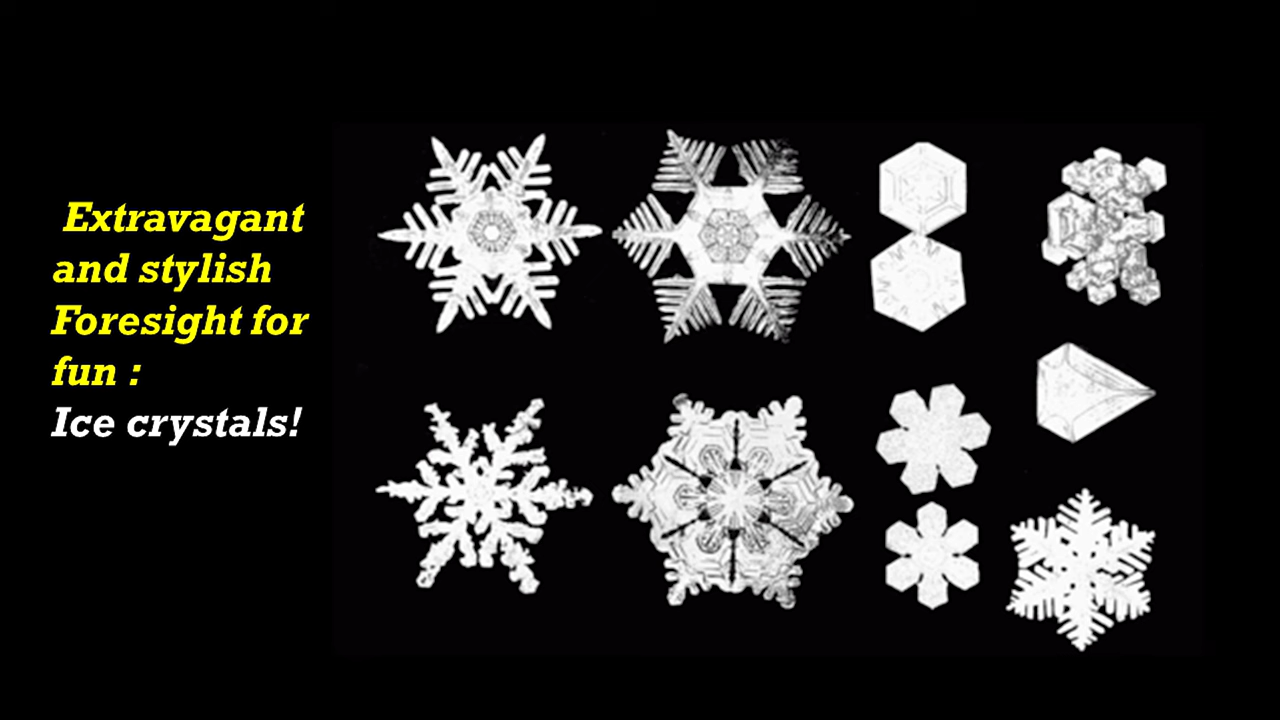 Extravagant
and stylish
Foresight for
fun :
Ice crystals!